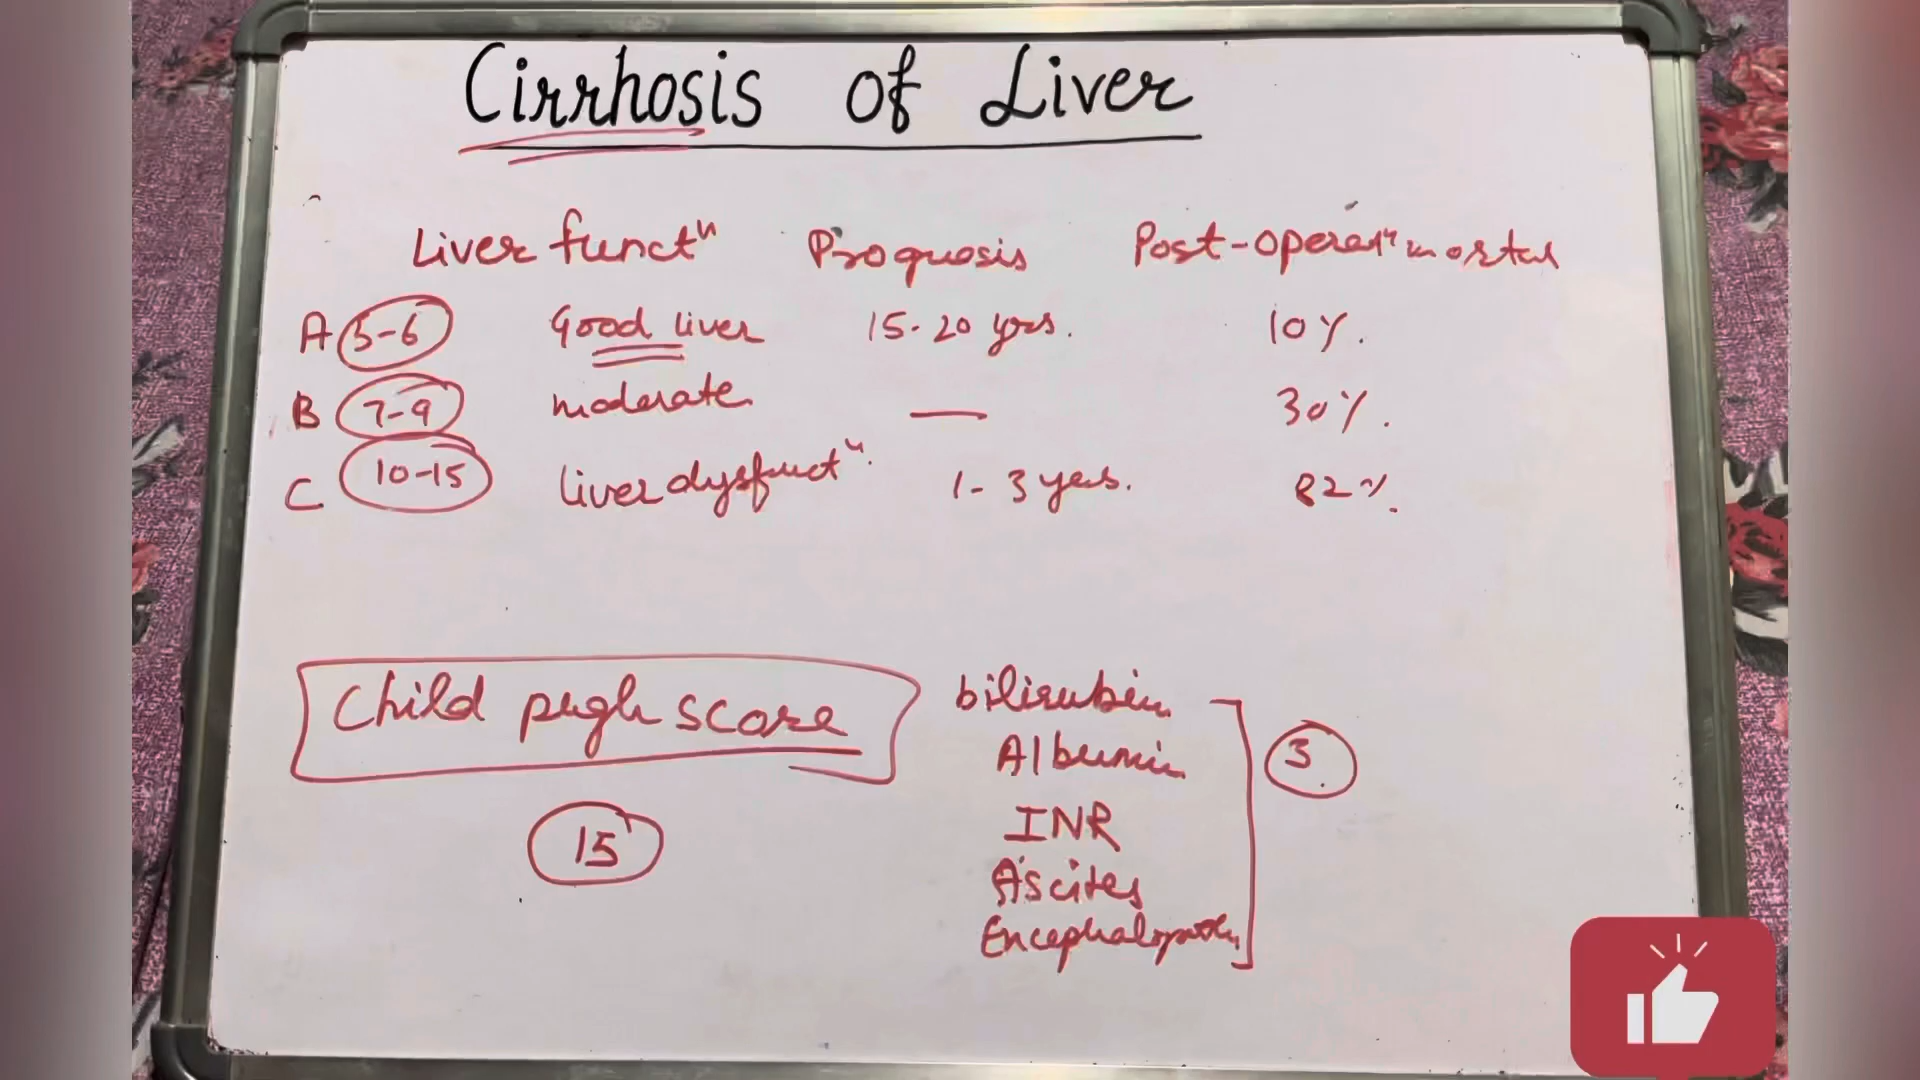 Cirrhosis of Liver
Liver functⁿ Prognosis Post-operatⁿ mortal
A 5-6 Good liver 15-20 yrs. 10%.
B 7-9 moderate — 30%.
C 10-15 liver dysfunctⁿ. 1-3 years. 82%.
Child pugh score
15
bilirubin
Albumin
INR
Ascites
Encephalopathy
3